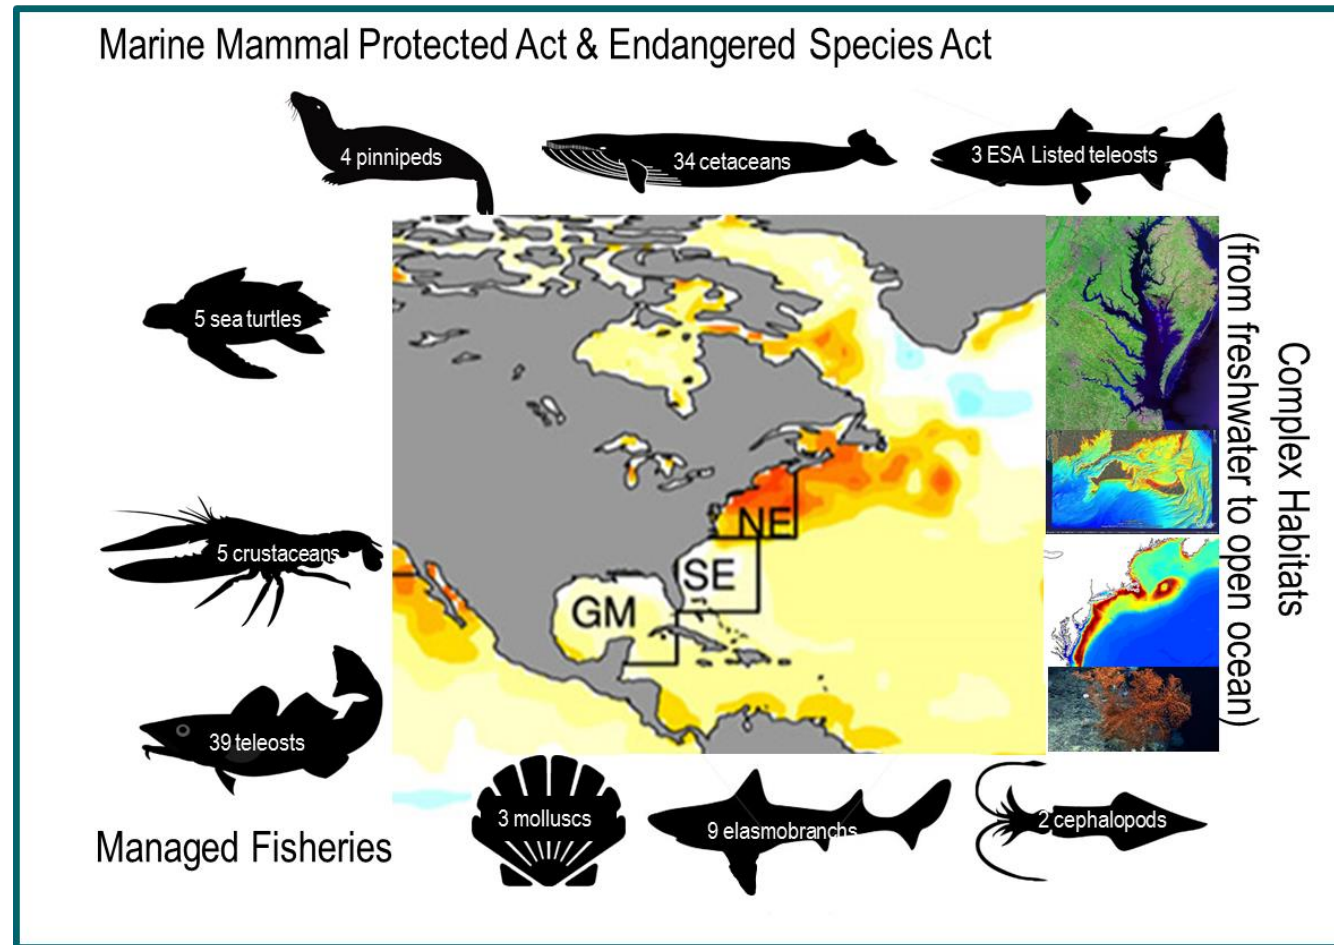 Marine Mammal Protected Act & Endangered Species Act
4 pinnipeds
34 cetaceans
3 ESA Listed teleosts
5 sea turtles
5 crustaceans
39 teleosts
NE
SE
GM
Complex Habitats
(from freshwater to open ocean)
3 molluscs
9 elasmobranchs
2 cephalopods
Managed Fisheries